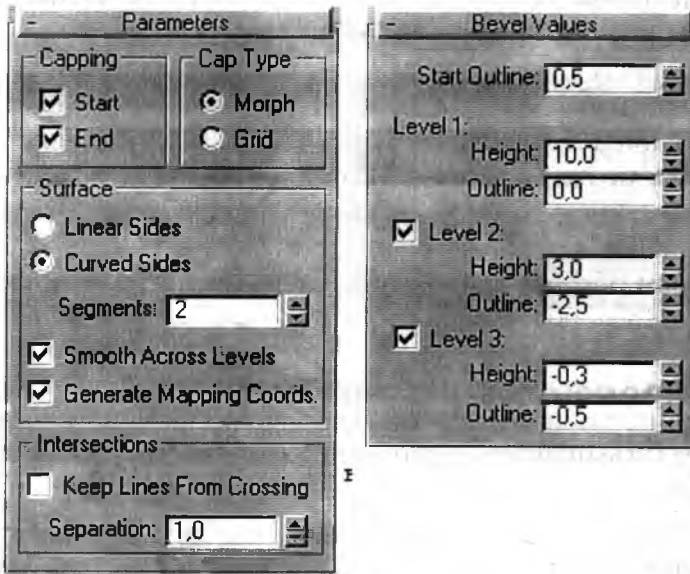 Parameters
Capping
Start
End
Cap Type
Morph
Grid
Surface
Linear Sides
Curved Sides
Segments: 2
Smooth Across Levels
Generate Mapping Coords.
Intersections
Keep Lines From Crossing
Separation: 1,0
Bevel Values
Start Outline: 0,5
Level 1:
Height: 10,0
Outline: 0,0
Level 2:
Height: 3,0
Outline: -2,5
Level 3:
Height: -0,3
Outline: -0,5